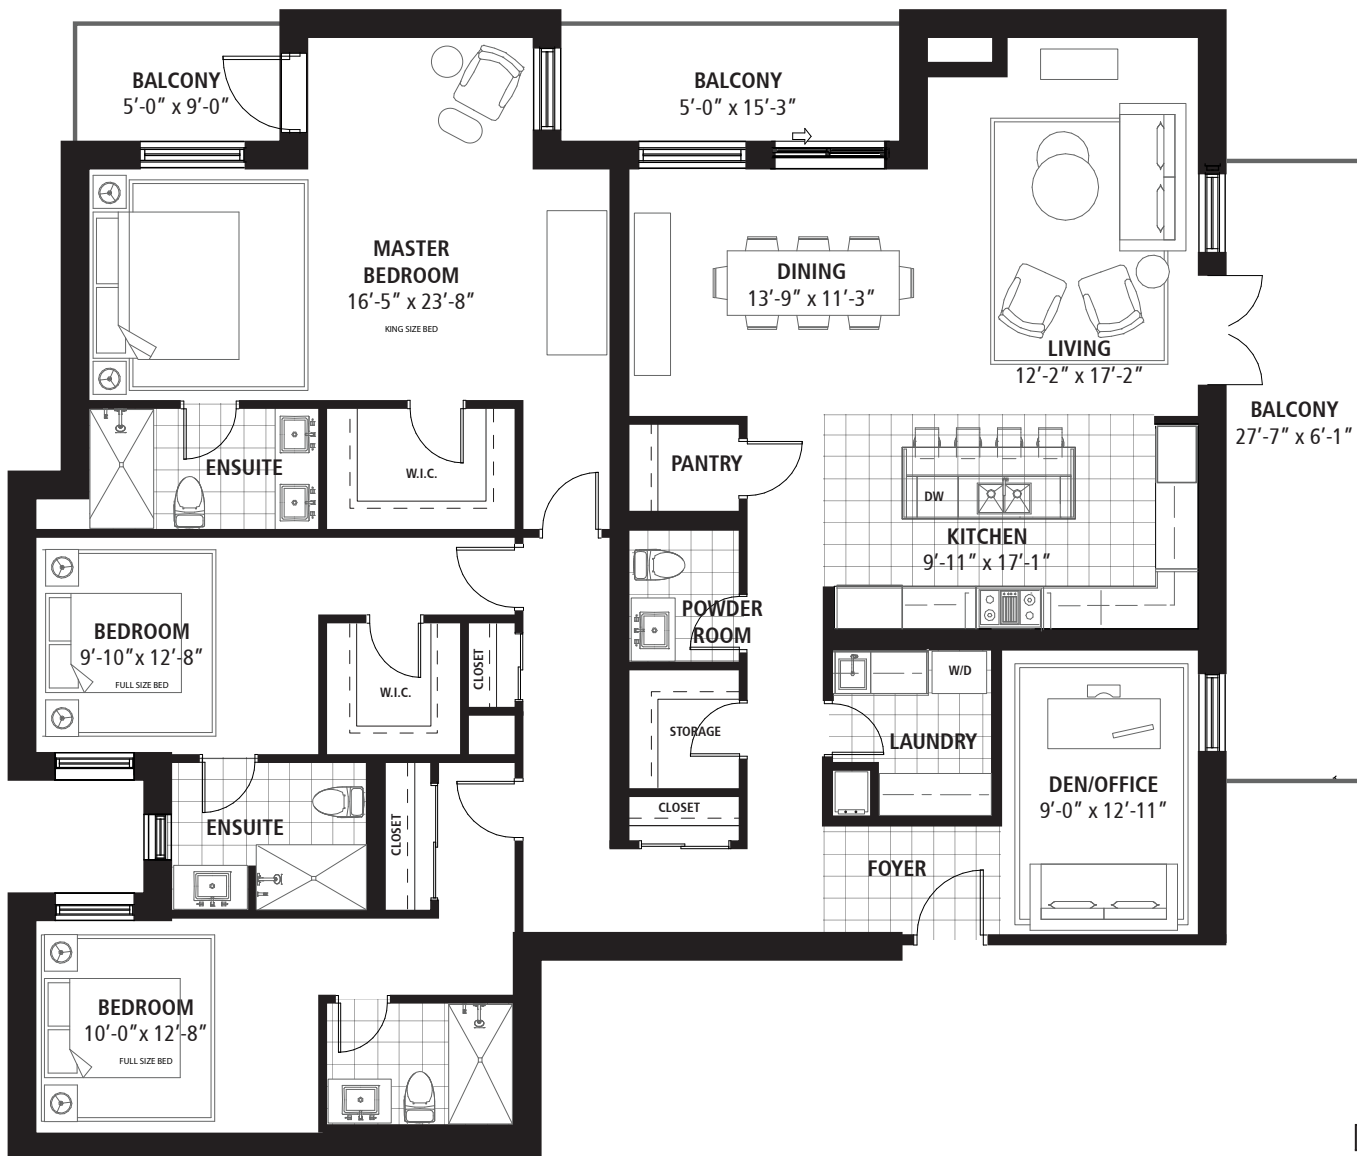 BALCONY
5'-0" x 9'-0"
BALCONY
5'-0" x 15'-3"
MASTER
BEDROOM
16'-5" x 23'-8"
KING SIZE BED
DINING
13'-9" x 11'-3"
LIVING
12'-2" x 17'-2"
BALCONY
27'-7" x 6'-1"
ENSUITE
W.I.C.
PANTRY
DW
KITCHEN
9'-11" x 17'-1"
BEDROOM
9'-10"x 12'-8"
FULL SIZE BED
W.I.C.
CLOSET
POWDER
ROOM
STORAGE
W/D
LAUNDRY
DEN/OFFICE
9'-0" x 12'-11"
CLOSET
ENSUITE
CLOSET
FOYER
BEDROOM
10'-0"x 12'-8"
FULL SIZE BED